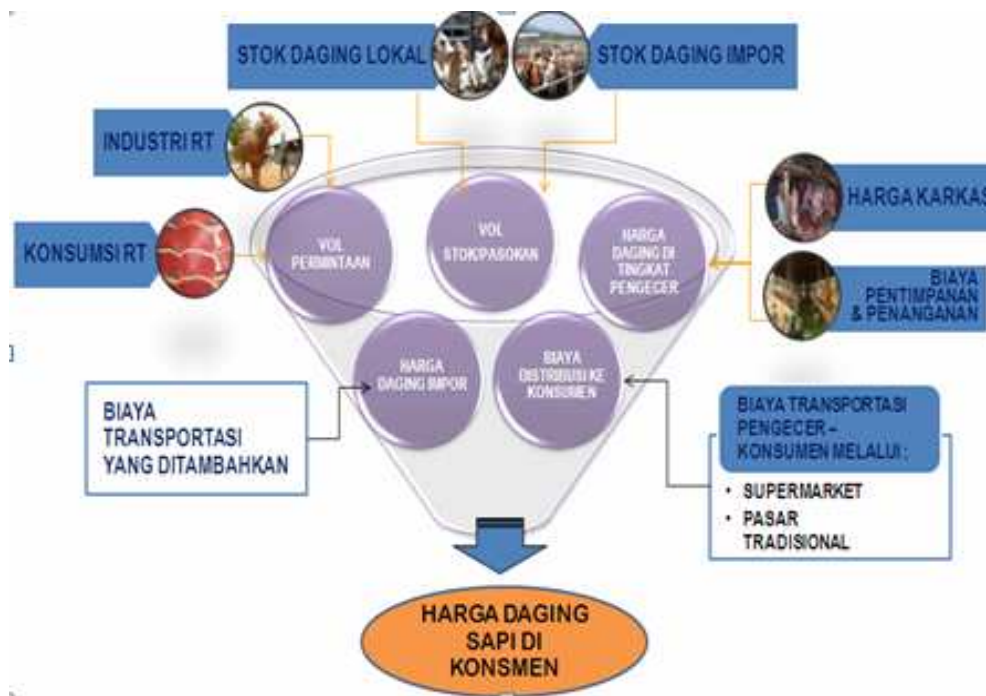 STOK DAGING LOKAL
STOK DAGING IMPOR
INDUSTRI RT
KONSUMSI RT
HARGA KARKAS
BIAYA
PENTIMPANAN
& PENANGANAN
VOL
PERMINTAAN
VOL
STOK/PASOKAN
HARGA
DAGING DI
TINGKAT
PENGECER
HARGA
DAGING IMPOR
BIAYA
DISTRIBUSI KE
KONSUMEN
BIAYA
TRANSPORTASI
YANG DITAMBAHKAN
BIAYA TRANSPORTASI
PENGECER –
KONSUMEN MELALUI ;
• SUPERMARKET
• PASAR
TRADISIONAL
HARGA DAGING
SAPI DI
KONSMEN